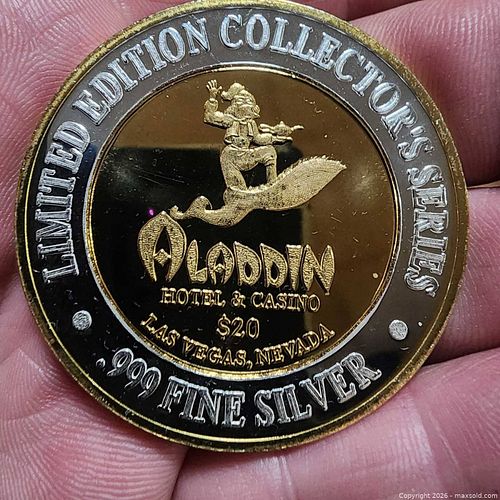 LIMITED EDITION COLLECTOR'S SERIES
ALADDIN
HOTEL & CASINO
$20
LAS VEGAS, NEVADA
.999 FINE SILVER
Copyright 2026 - maxsold.com